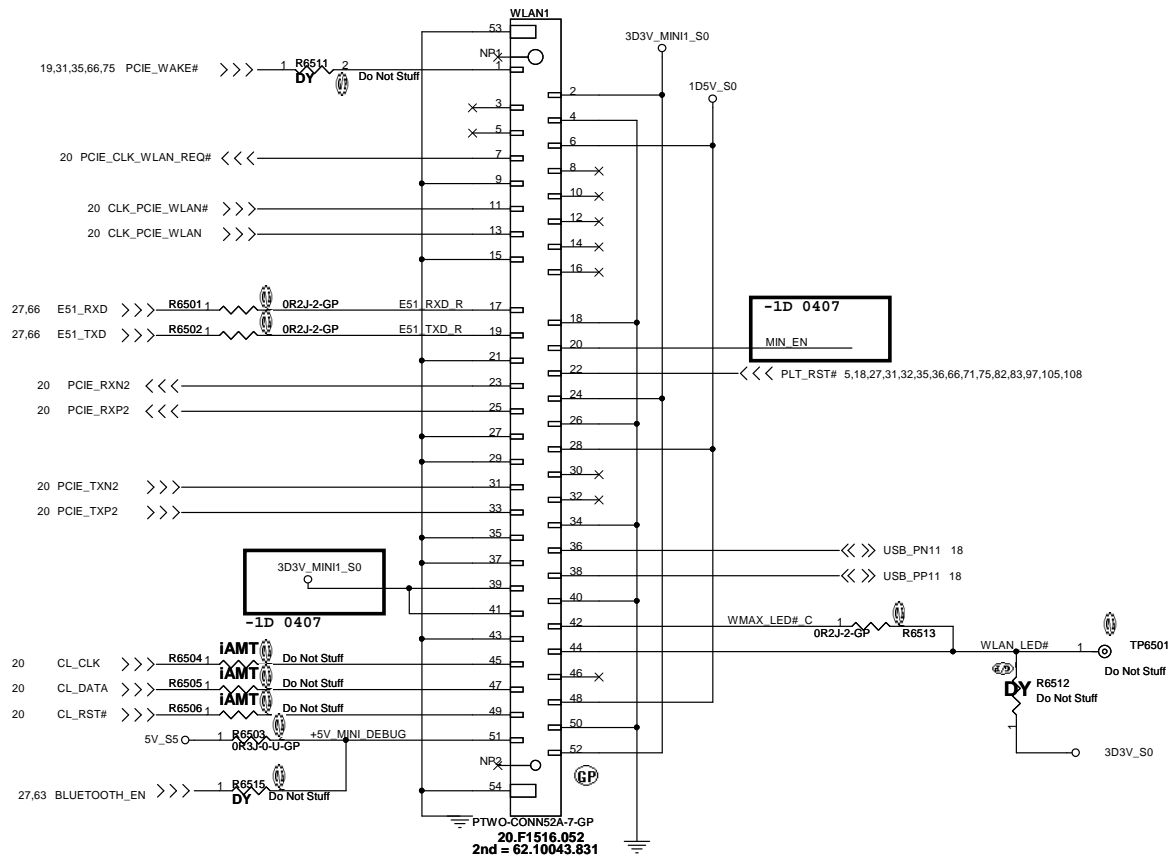 WLAN1
53
NP1
19,31,35,66,75 PCIE_WAKE# 1 R6511 2 DY Do Not Stuff 1
3D3V_MINI1_S0
1D5V_S0
2
3
4
5
6
20 PCIE_CLK_WLAN_REQ# 7
8
9
10
20 CLK_PCIE_WLAN# 11
12
20 CLK_PCIE_WLAN 13
14
15
16
27,66 E51_RXD R6501 1 0R2J-2-GP E51_RXD_R 17
18
-1D 0407
27,66 E51_TXD R6502 1 0R2J-2-GP E51_TXD_R 19
20 MIN_EN
21
22 PLT_RST# 5,18,27,31,32,35,36,66,71,75,82,83,97,105,108
20 PCIE_RXN2 23
24
20 PCIE_RXP2 25
26
27
28
29
30
20 PCIE_TXN2 31
32
20 PCIE_TXP2 33
34
35
36 USB_PN11 18
37
38 USB_PP11 18
3D3V_MINI1_S0 39
40
41
-1D 0407
42 WMAX_LED#_C 1 0R2J-2-GP R6513
43
44 WLAN_LED# 1 TP6501
Do Not Stuff
20 CL_CLK R6504 1 iAMT Do Not Stuff 45
46
DY R6512 Do Not Stuff 1
20 CL_DATA R6505 1 iAMT Do Not Stuff 47
48
20 CL_RST# R6506 1 iAMT Do Not Stuff 49
50
5V_S5 1 R6503 2 0R3J-0-U-GP +5V_MINI_DEBUG 51
52
3D3V_S0
NP2
GP
27,63 BLUETOOTH_EN 1 R6515 2 DY Do Not Stuff
54
PTWO-CONN52A-7-GP
20.F1516.052
2nd = 62.10043.831